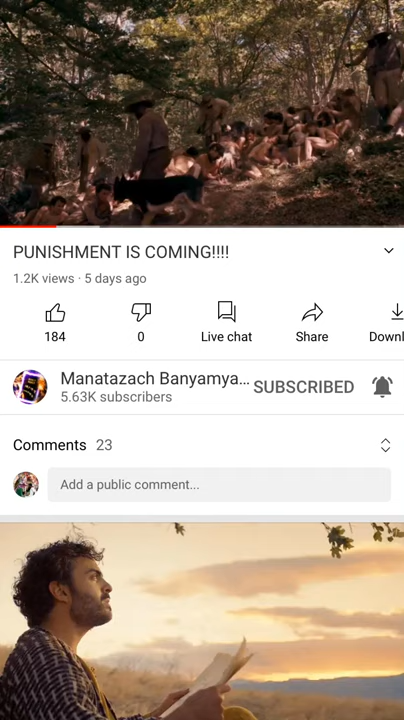 PUNISHMENT IS COMING!!!!
1.2K views · 5 days ago
184
0
Live chat
Share
Downl
Manatazach Banyamya...
SUBSCRIBED
5.63K subscribers
Comments 23
Add a public comment...